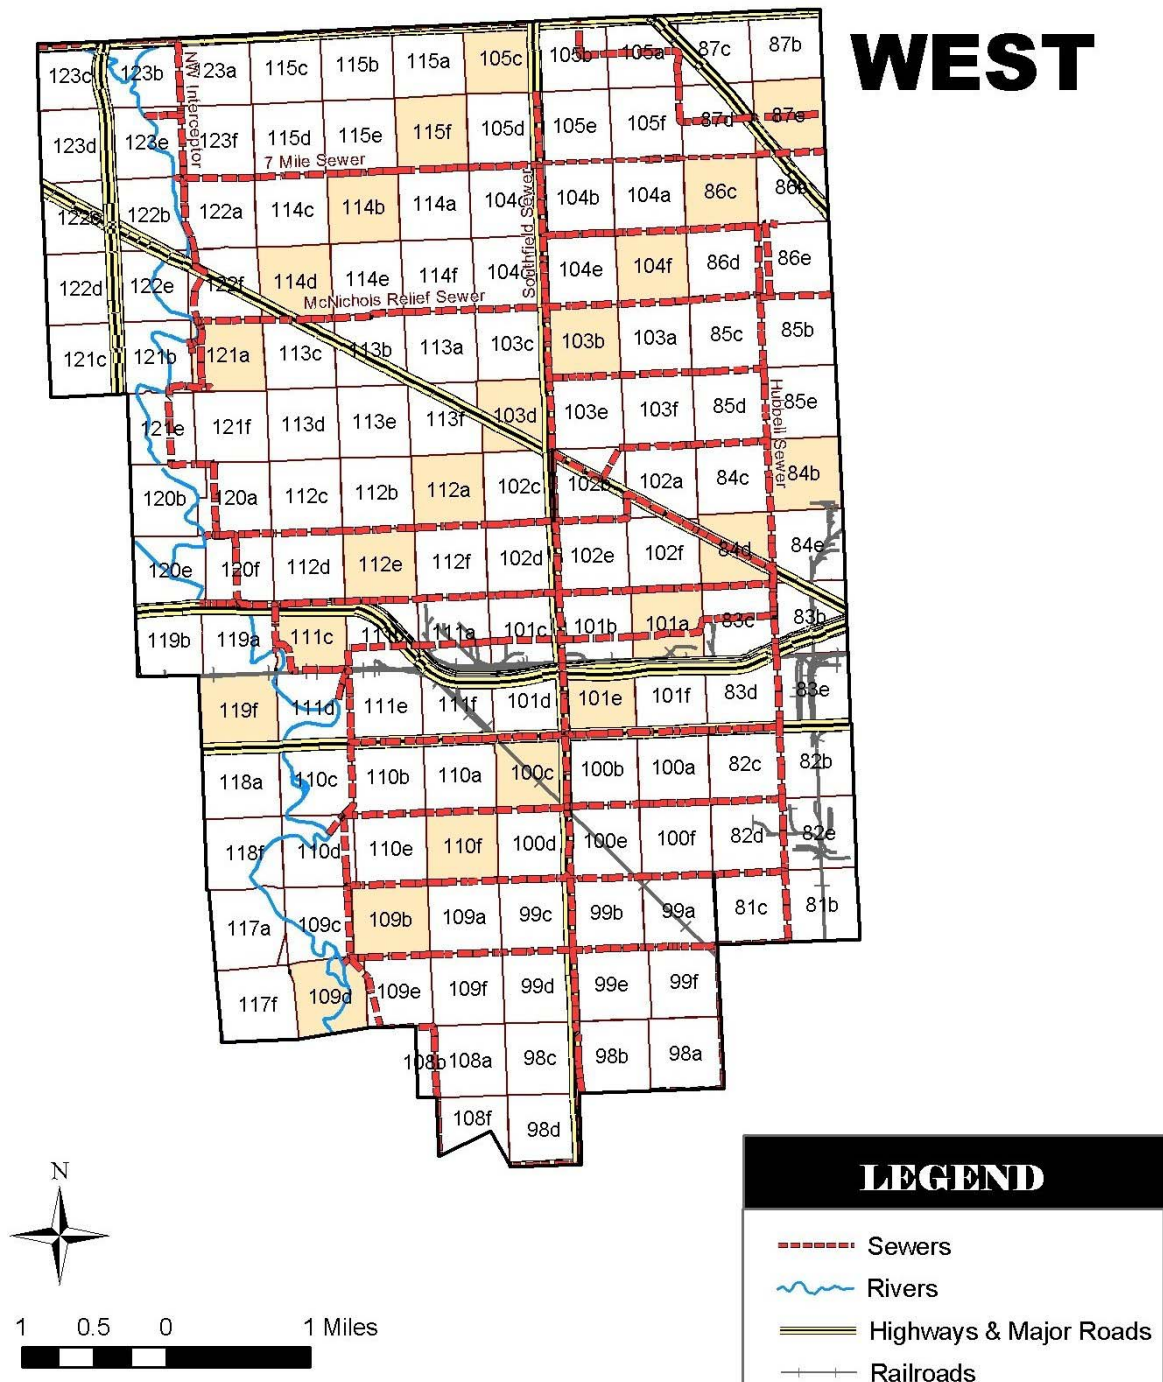 WEST
123c 123b 123a 115c 115b 115a 105c 105b 105a 87c 87b
123d 123e 123f 115d 115e 115f 105d 105e 105f 87d 87e
NW Interceptor
7 Mile Sewer
122b 122a 114c 114b 114a 104c 104b 104a 86c 86b
Southfield Sewer
122d 122e 122f 114d 114e 114f 104d 104e 104f 86d 86e
McNichols Relief Sewer
121c 121b 121a 113c 113b 113a 103c 103b 103a 85c 85b
121e 121f 113d 113e 113f 103d 103e 103f 85d 85e
Hubbell Sewer
120b 120a 112c 112b 112a 102c 102b 102a 84c 84b
120e 120f 112d 112e 112f 102d 102e 102f 84d 84e
119b 119a 111c 111a 101c 101b 101a 83c 83b
119f 111d 111e 111f 101d 101e 101f 83d 83e
118a 110c 110b 110a 100c 100b 100a 82c 82b
118f 110d 110e 110f 100d 100e 100f 82d 82e
117a 109c 109b 109a 99c 99b 99a 81c 81b
117f 109d 109e 109f 99d 99e 99f
108b 108a 98c 98b 98a
108f 98d
N
1 0.5 0 1 Miles
LEGEND
Sewers
Rivers
Highways & Major Roads
Railroads